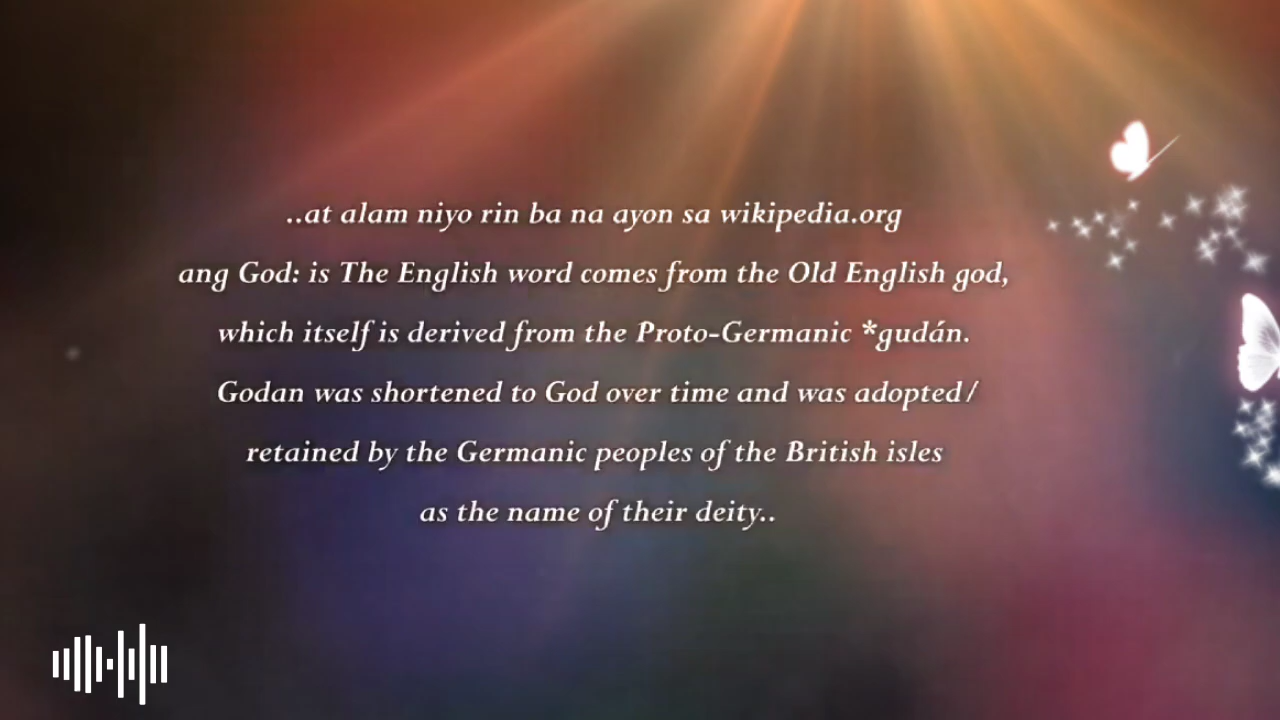 ..at alam niyo rin ba na ayon sa wikipedia.org
ang God: is The English word comes from the Old English god,
which itself is derived from the Proto-Germanic *gudán.
Godan was shortened to God over time and was adopted/
retained by the Germanic peoples of the British isles
as the name of their deity..